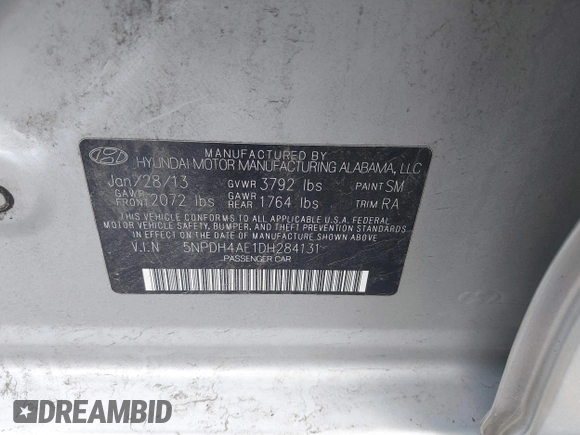 MANUFACTURED BY
HYUNDAI MOTOR MANUFACTURING ALABAMA, LLC
Jan/28/13 GVWR 3792 lbs PAINT SM
GAWR FRONT 2072 lbs GAWR REAR 1764 lbs TRIM RA
THIS VEHICLE CONFORMS TO ALL APPLICABLE U.S.A. FEDERAL
MOTOR VEHICLE SAFETY, BUMPER, AND THEFT PREVENTION STANDARDS
IN EFFECT ON THE DATE OF MANUFACTURE SHOWN ABOVE.
V.I.N 5NPDH4AE1DH284131
PASSENGER CAR
DREAMBID